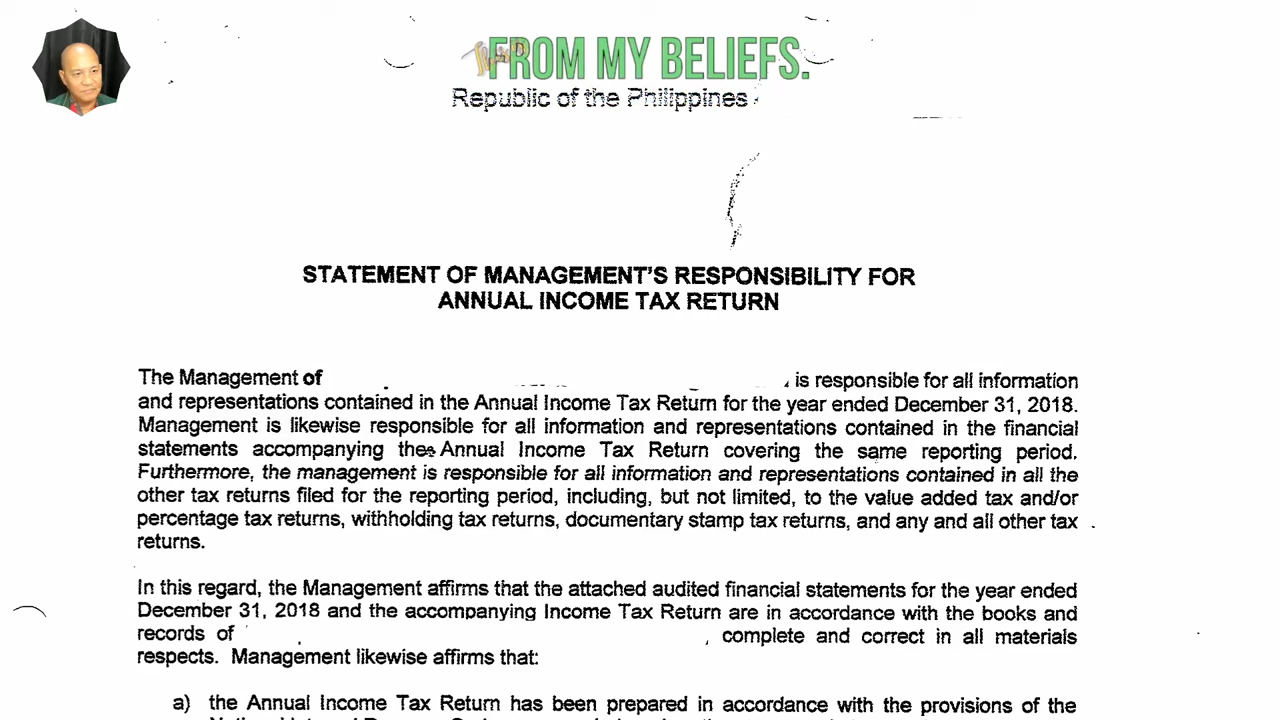 FROM MY BELIEFS.
Republic of the Philippines
STATEMENT OF MANAGEMENT'S RESPONSIBILITY FOR
ANNUAL INCOME TAX RETURN
The Management of is responsible for all information
and representations contained in the Annual Income Tax Return for the year ended December 31, 2018.
Management is likewise responsible for all information and representations contained in the financial
statements accompanying the Annual Income Tax Return covering the same reporting period.
Furthermore, the management is responsible for all information and representations contained in all the
other tax returns filed for the reporting period, including, but not limited, to the value added tax and/or
percentage tax returns, withholding tax returns, documentary stamp tax returns, and any and all other tax
returns.
In this regard, the Management affirms that the attached audited financial statements for the year ended
December 31, 2018 and the accompanying Income Tax Return are in accordance with the books and
records of , complete and correct in all materials
respects. Management likewise affirms that:
a) the Annual Income Tax Return has been prepared in accordance with the provisions of the